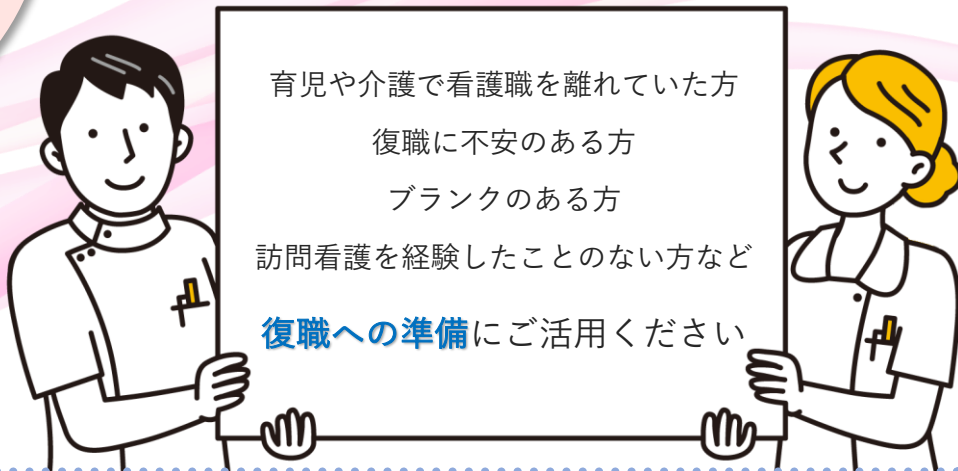 育児や介護で看護職を離れていた方
復職に不安のある方
ブランクのある方
訪問看護を経験したことのない方など
復職への準備にご活用ください